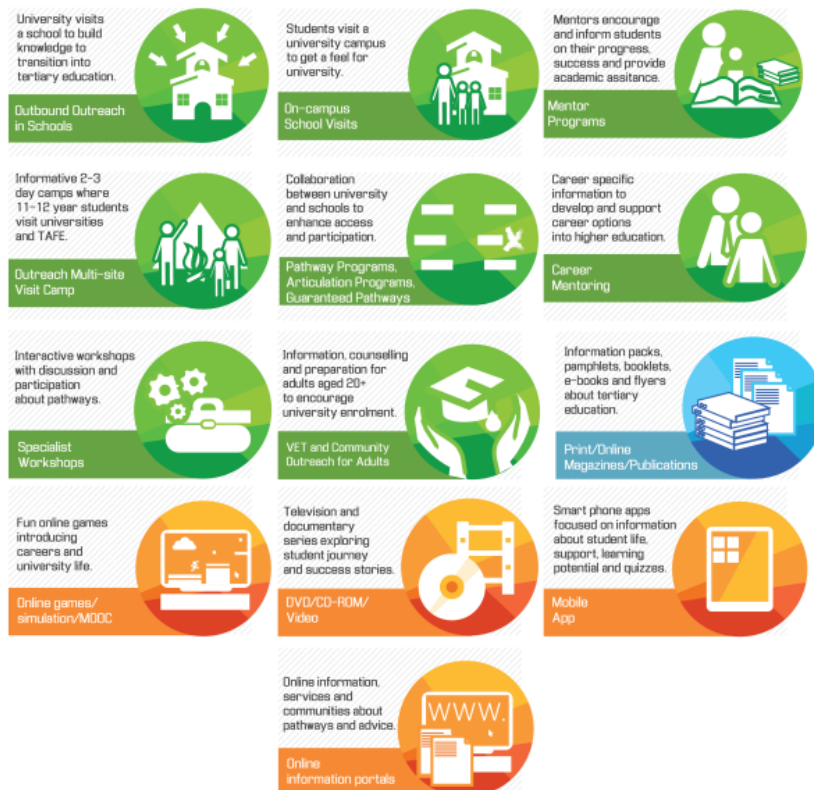 University visits
a school to build
knowledge to
transition into
tertiary education.
Outbound Outreach
in Schools
Students visit a
university campus
to get a feel for
university.
On-campus
School Visits
Mentors encourage
and inform students
on their progress,
success and provide
academic assitance.
Mentor
Programs
Informative 2-3
day camps where
11-12 year students
visit universities
and TAFE.
Outreach Multi-site
Visit Camp
Collaboration
between university
and schools to
enhance access
and participation.
Pathway Programs,
Articulation Programs,
Guaranteed Pathways
Career specific
information to
develop and support
career options
into higher education.
Career
Mentoring
Interactive workshops
with discussion and
participation
about pathways.
Specialist
Workshops
Information, counselling
and preparation for
adults aged 20+
to encourage
university enrolment.
VET and Community
Outreach for Adults
Information packs,
pamphlets, booklets,
e-books and flyers
about tertiary
education.
Print/Online
Magazines/Publications
Fun online games
introducing
careers and
university life.
Online games/
simulation/MOOC
Television and
documentary
series exploring
student journey
and success stories.
DVD/CD-ROM/
Video
Smart phone apps
focused on information
about student life,
support, learning
potential and quizzes.
Mobile
App
Online information,
services and
communities about
pathways and advice.
WWW.
Online
information portals